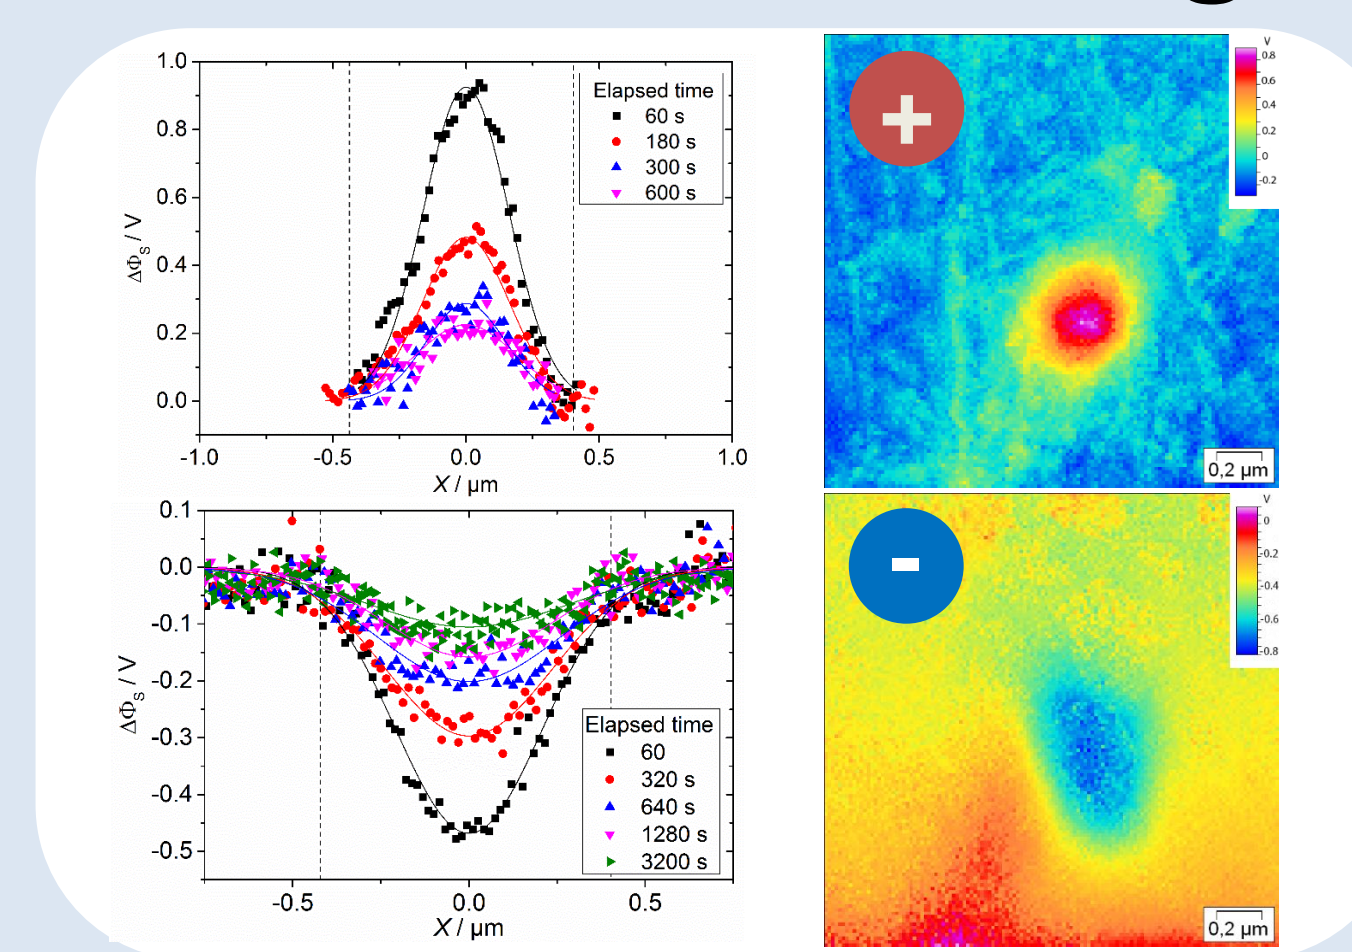 1.0
0.8
0.6
0.4
0.2
0.0
ΔΦS / V
-1.0 -0.5 0.0 0.5 1.0
X / µm
Elapsed time
60 s
180 s
300 s
600 s
V
0.8
0.6
0.4
0.2
0
-0.2
0,2 µm
0.1
0.0
-0.1
-0.2
-0.3
-0.4
-0.5
ΔΦS / V
-0.5 0.0 0.5
X / µm
Elapsed time
60
320 s
640 s
1280 s
3200 s
V
0
-0.2
-0.4
-0.6
-0.8
0,2 µm